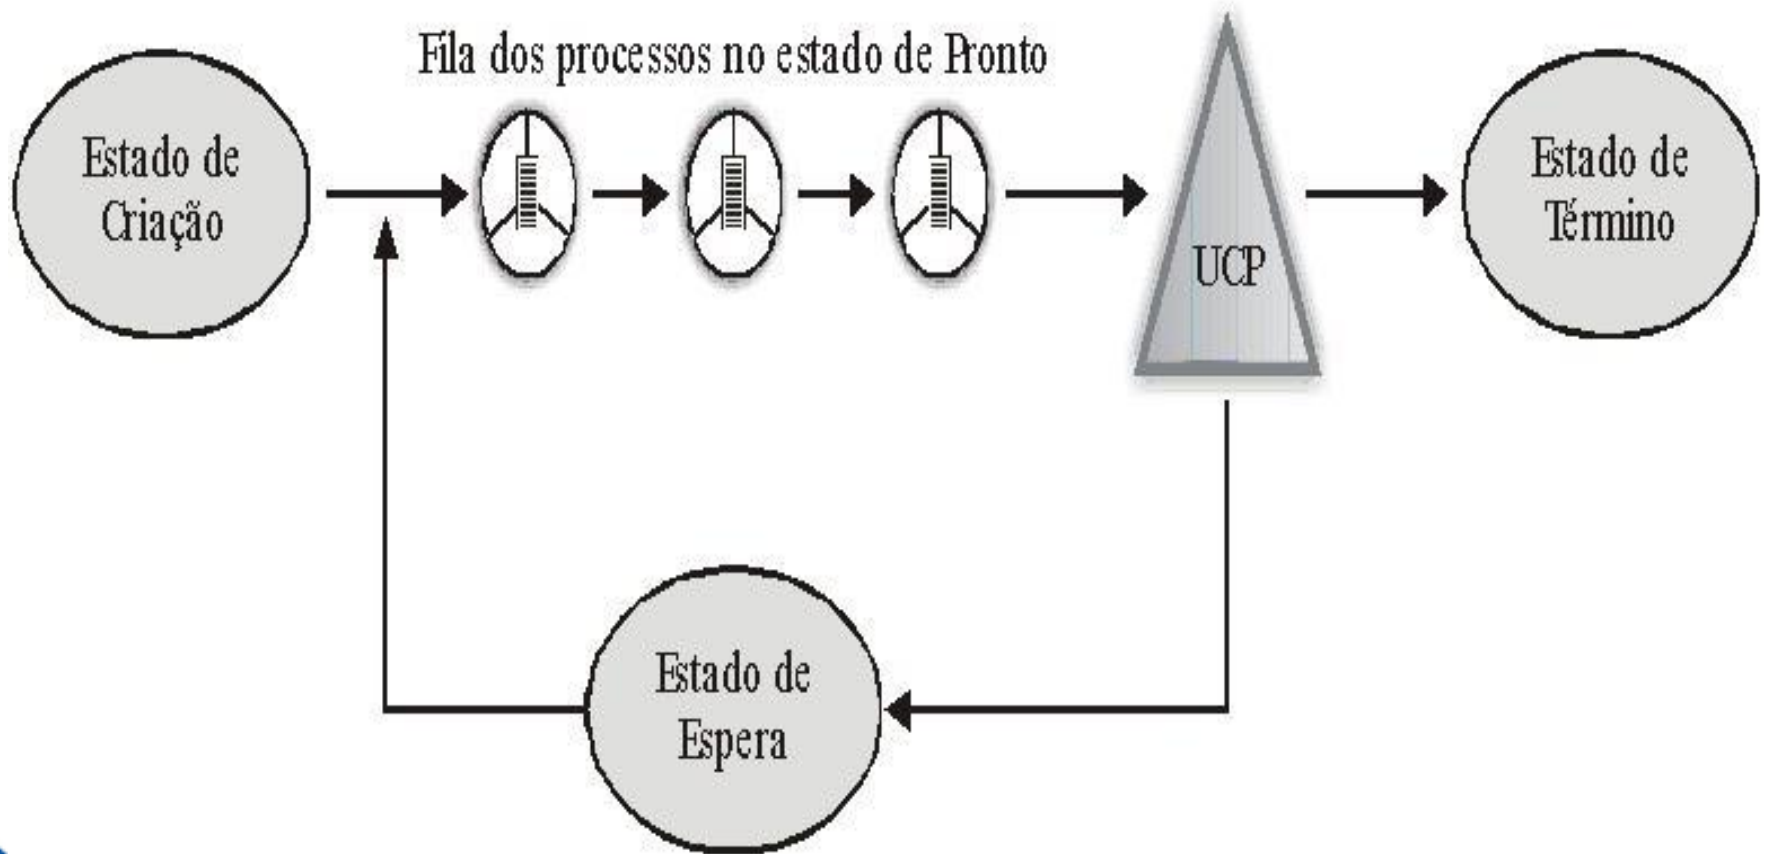 Fila dos processos no estado de Pronto
Estado de
Criação
UCP
Estado de
Término
Estado de
Espera